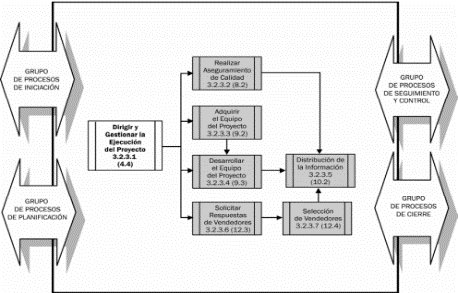 GRUPO
DE PROCESOS
DE INICIACIÓN
Realizar
Aseguramiento
de Calidad
3.2.3.2 (8.2)
GRUPO
DE PROCESOS
DE SEGUIMIENTO
Y CONTROL
Dirigir y
Gestionar la
Ejecución
del Proyecto
3.2.3.1
(4.4)
Adquirir
el Equipo
del Proyecto
3.2.3.3 (9.2)
Desarrollar
el Equipo
del Proyecto
3.2.3.4 (9.3)
Distribución de
la Información
3.2.3.5
(10.2)
GRUPO
DE PROCESOS
DE PLANIFICACIÓN
Solicitar
Respuestas
de Vendedores
3.2.3.6 (12.3)
Selección
de Vendedores
3.2.3.7 (12.4)
GRUPO
DE PROCESOS
DE CIERRE